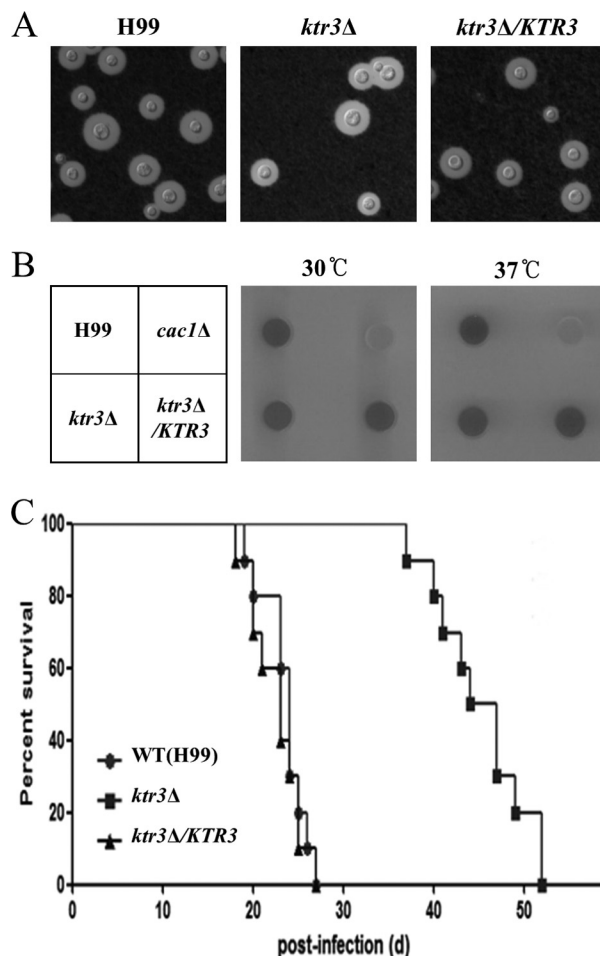 A
H99
ktr3Δ
ktr3Δ/KTR3
B
30℃
37℃
H99
cac1Δ
ktr3Δ
ktr3Δ
/KTR3
C
Percent survival
100
80
60
40
20
0
WT(H99)
ktr3Δ
ktr3Δ/KTR3
0
10
20
30
40
50
post-infection (d)